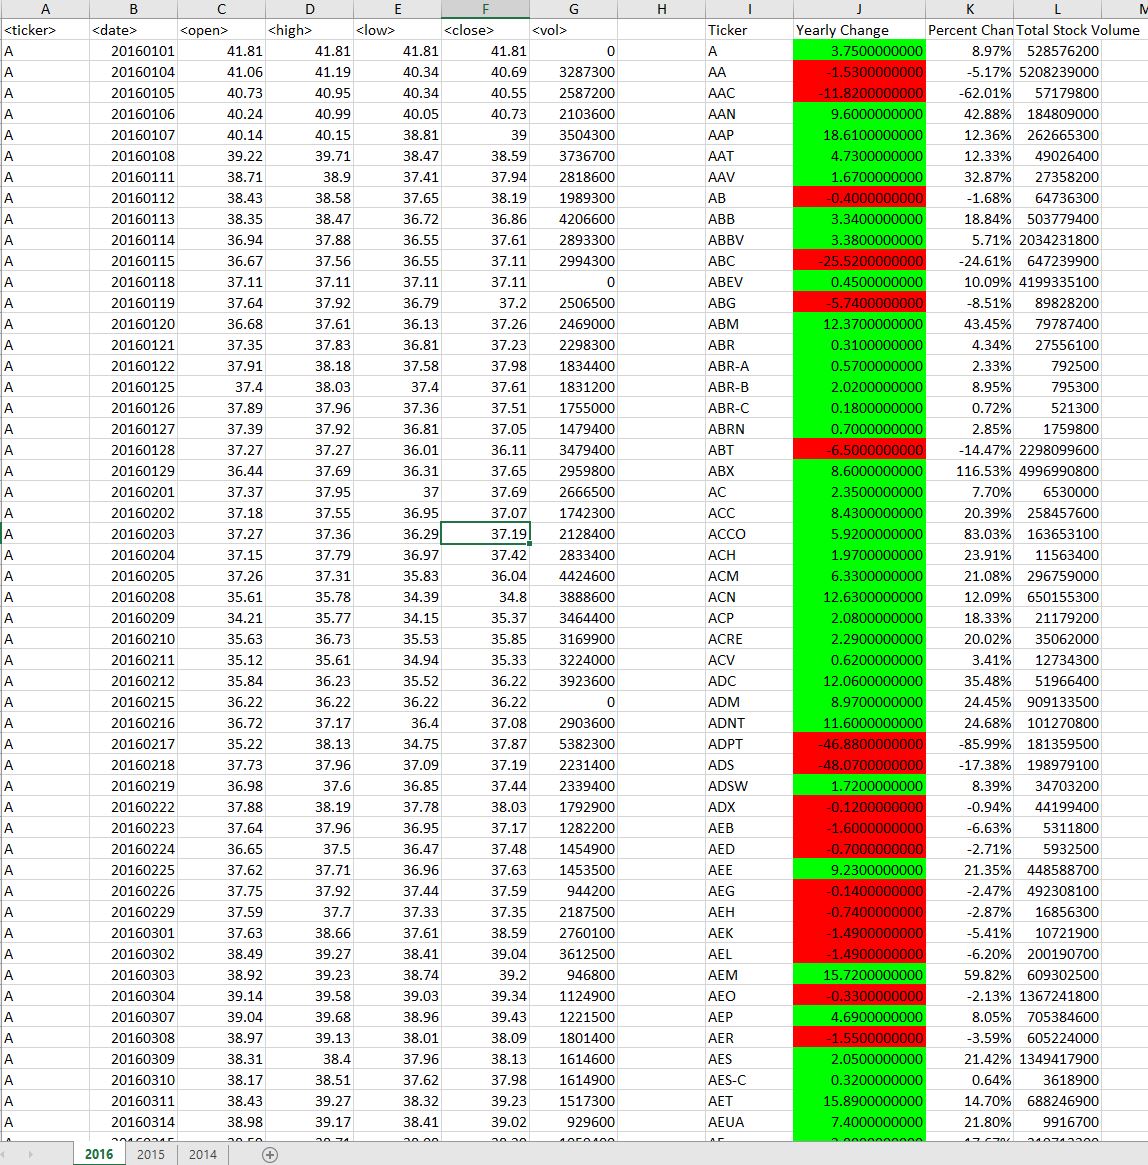 A B C D E F G H I J K L M
<ticker> <date> <open> <high> <low> <close> <vol> Ticker Yearly Change Percent Chan Total Stock Volume
A 20160101 41.81 41.81 41.81 41.81 0 A 3.7500000000 8.97% 528576200
A 20160104 41.06 41.19 40.34 40.69 3287300 AA -1.5300000000 -5.17% 5208239000
A 20160105 40.73 40.95 40.34 40.55 2587200 AAC -11.8200000000 -62.01% 57179800
A 20160106 40.24 40.99 40.05 40.73 2103600 AAN 9.6000000000 42.88% 184809000
A 20160107 40.14 40.15 38.81 39 3504300 AAP 18.6100000000 12.36% 262665300
A 20160108 39.22 39.71 38.47 38.59 3736700 AAT 4.7300000000 12.33% 49026400
A 20160111 38.71 38.9 37.41 37.94 2818600 AAV 1.6700000000 32.87% 27358200
A 20160112 38.43 38.58 37.65 38.19 1989300 AB -0.4000000000 -1.68% 64736300
A 20160113 38.35 38.47 36.72 36.86 4206600 ABB 3.3400000000 18.84% 503779400
A 20160114 36.94 37.88 36.55 37.61 2893300 ABBV 3.3800000000 5.71% 2034231800
A 20160115 36.67 37.56 36.55 37.11 2994300 ABC -25.5200000000 -24.61% 647239900
A 20160118 37.11 37.11 37.11 37.11 0 ABEV 0.4500000000 10.09% 4199335100
A 20160119 37.64 37.92 36.79 37.2 2506500 ABG -5.7400000000 -8.51% 89828200
A 20160120 36.68 37.61 36.13 37.26 2469000 ABM 12.3700000000 43.45% 79787400
A 20160121 37.35 37.83 36.81 37.23 2298300 ABR 0.3100000000 4.34% 27556100
A 20160122 37.91 38.18 37.58 37.98 1834400 ABR-A 0.5700000000 2.33% 792500
A 20160125 37.4 38.03 37.4 37.61 1831200 ABR-B 2.0200000000 8.95% 795300
A 20160126 37.89 37.96 37.36 37.51 1755000 ABR-C 0.1800000000 0.72% 521300
A 20160127 37.39 37.92 36.81 37.05 1479400 ABRN 0.7000000000 2.85% 1759800
A 20160128 37.27 37.27 36.01 36.11 3479400 ABT -6.5000000000 -14.47% 2298099600
A 20160129 36.44 37.69 36.31 37.65 2959800 ABX 8.6000000000 116.53% 4996990800
A 20160201 37.37 37.95 37 37.69 2666500 AC 2.3500000000 7.70% 6530000
A 20160202 37.18 37.55 36.95 37.07 1742300 ACC 8.4300000000 20.39% 258457600
A 20160203 37.27 37.36 36.29 37.19 2128400 ACCO 5.9200000000 83.03% 163653100
A 20160204 37.15 37.79 36.97 37.42 2833400 ACH 1.9700000000 23.91% 11563400
A 20160205 37.26 37.31 35.83 36.04 4424600 ACM 6.3300000000 21.08% 296759000
A 20160208 35.61 35.78 34.39 34.8 3888600 ACN 12.6300000000 12.09% 650155300
A 20160209 34.21 35.77 34.15 35.37 3464400 ACP 2.0800000000 18.33% 21179200
A 20160210 35.63 36.73 35.53 35.85 3169900 ACRE 2.2900000000 20.02% 35062000
A 20160211 35.12 35.61 34.94 35.33 3224000 ACV 0.6200000000 3.41% 12734300
A 20160212 35.84 36.23 35.52 36.22 3923600 ADC 12.0600000000 35.48% 51966400
A 20160215 36.22 36.22 36.22 36.22 0 ADM 8.9700000000 24.45% 909133500
A 20160216 36.72 37.17 36.4 37.08 2903600 ADNT 11.6000000000 24.68% 101270800
A 20160217 35.22 38.13 34.75 37.87 5382300 ADPT -46.8800000000 -85.99% 181359500
A 20160218 37.73 37.96 37.09 37.19 2231400 ADS -48.0700000000 -17.38% 198979100
A 20160219 36.98 37.6 36.85 37.44 2339400 ADSW 1.7200000000 8.39% 34703200
A 20160222 37.88 38.19 37.78 38.03 1792900 ADX -0.1200000000 -0.94% 44199400
A 20160223 37.64 37.96 36.95 37.17 1282200 AEB -1.6000000000 -6.63% 5311800
A 20160224 36.65 37.5 36.47 37.48 1454900 AED -0.7000000000 -2.71% 5932500
A 20160225 37.62 37.71 36.96 37.63 1453500 AEE 9.2300000000 21.35% 448588700
A 20160226 37.75 37.92 37.44 37.59 944200 AEG -0.1400000000 -2.47% 492308100
A 20160229 37.59 37.7 37.33 37.35 2187500 AEH -0.7400000000 -2.87% 16856300
A 20160301 37.63 38.66 37.61 38.59 2760100 AEK -1.4900000000 -5.41% 10721900
A 20160302 38.49 39.27 38.41 39.04 3612500 AEL -1.4900000000 -6.20% 200190700
A 20160303 38.92 39.23 38.74 39.2 946800 AEM 15.7200000000 59.82% 609302500
A 20160304 39.14 39.58 39.03 39.34 1124900 AEO -0.3300000000 -2.13% 1367241800
A 20160307 39.04 39.68 38.96 39.43 1221500 AEP 4.6900000000 8.05% 705384600
A 20160308 38.97 39.13 38.01 38.09 1801400 AER -1.5500000000 -3.59% 605224000
A 20160309 38.31 38.4 37.96 38.13 1614600 AES 2.0500000000 21.42% 1349417900
A 20160310 38.17 38.51 37.62 37.98 1614900 AES-C 0.3200000000 0.64% 3618900
A 20160311 38.43 39.27 38.32 39.23 1517300 AET 15.8900000000 14.70% 688246900
A 20160314 38.98 39.17 38.41 39.02 929600 AEUA 7.4000000000 21.80% 9916700
2016 2015 2014